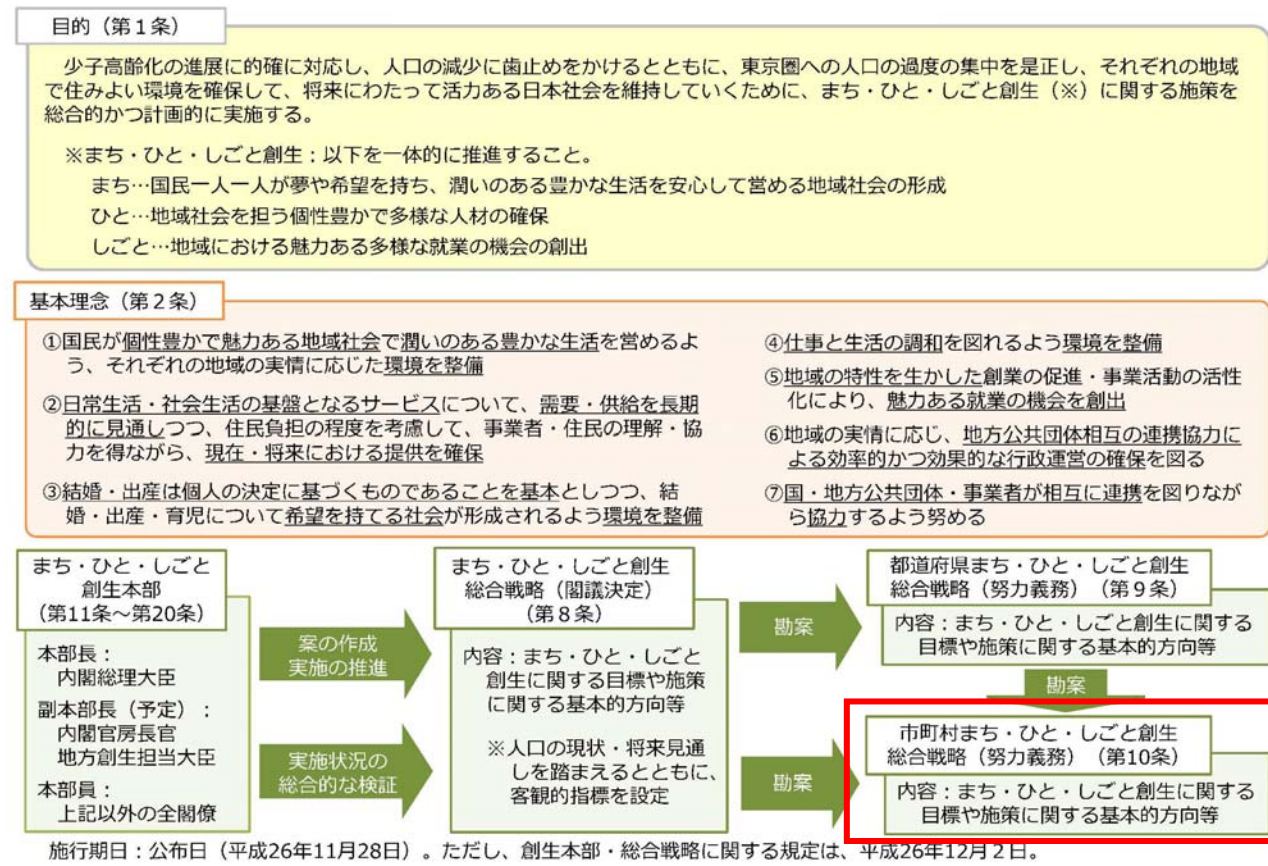 目的（第１条）
少子高齢化の進展に的確に対応し、人口の減少に歯止めをかけるとともに、東京圏への人口の過度の集中を是正し、それぞれの地域
で住みよい環境を確保して、将来にわたって活力ある日本社会を維持していくために、まち・ひと・しごと創生（※）に関する施策を
総合的かつ計画的に実施する。
※まち・ひと・しごと創生：以下を一体的に推進すること。
まち…国民一人一人が夢や希望を持ち、潤いのある豊かな生活を安心して営める地域社会の形成
ひと…地域社会を担う個性豊かで多様な人材の確保
しごと…地域における魅力ある多様な就業の機会の創出
基本理念（第２条）
①国民が個性豊かで魅力ある地域社会で潤いのある豊かな生活を営めるよ
う、それぞれの地域の実情に応じた環境を整備
②日常生活・社会生活の基盤となるサービスについて、需要・供給を長期
的に見通しつつ、住民負担の程度を考慮して、事業者・住民の理解・協
力を得ながら、現在・将来における提供を確保
③結婚・出産は個人の決定に基づくものであることを基本としつつ、結
婚・出産・育児について希望を持てる社会が形成されるよう環境を整備
④仕事と生活の調和を図れるよう環境を整備
⑤地域の特性を生かした創業の促進・事業活動の活性
化により、魅力ある就業の機会を創出
⑥地域の実情に応じ、地方公共団体相互の連携協力に
よる効率的かつ効果的な行政運営の確保を図る
⑦国・地方公共団体・事業者が相互に連携を図りなが
ら協力するよう努める
まち・ひと・しごと
創生本部
（第11条～第20条）
本部長：
内閣総理大臣
副本部長（予定）：
内閣官房長官
地方創生担当大臣
本部員：
上記以外の全閣僚
案の作成
実施の推進
実施状況の
総合的な検証
まち・ひと・しごと創生
総合戦略（閣議決定）
（第８条）
内容：まち・ひと・しごと
創生に関する目標や施策
に関する基本的方向等
※人口の現状・将来見通
しを踏まえるとともに、
客観的指標を設定
勘案
勘案
都道府県まち・ひと・しごと創生
総合戦略（努力義務）（第９条）
内容：まち・ひと・しごと創生に関する
目標や施策に関する基本的方向等
勘案
市町村まち・ひと・しごと創生
総合戦略（努力義務）（第10条）
内容：まち・ひと・しごと創生に関する
目標や施策に関する基本的方向等
施行期日：公布日（平成26年11月28日）。ただし、創生本部・総合戦略に関する規定は、平成26年12月２日。